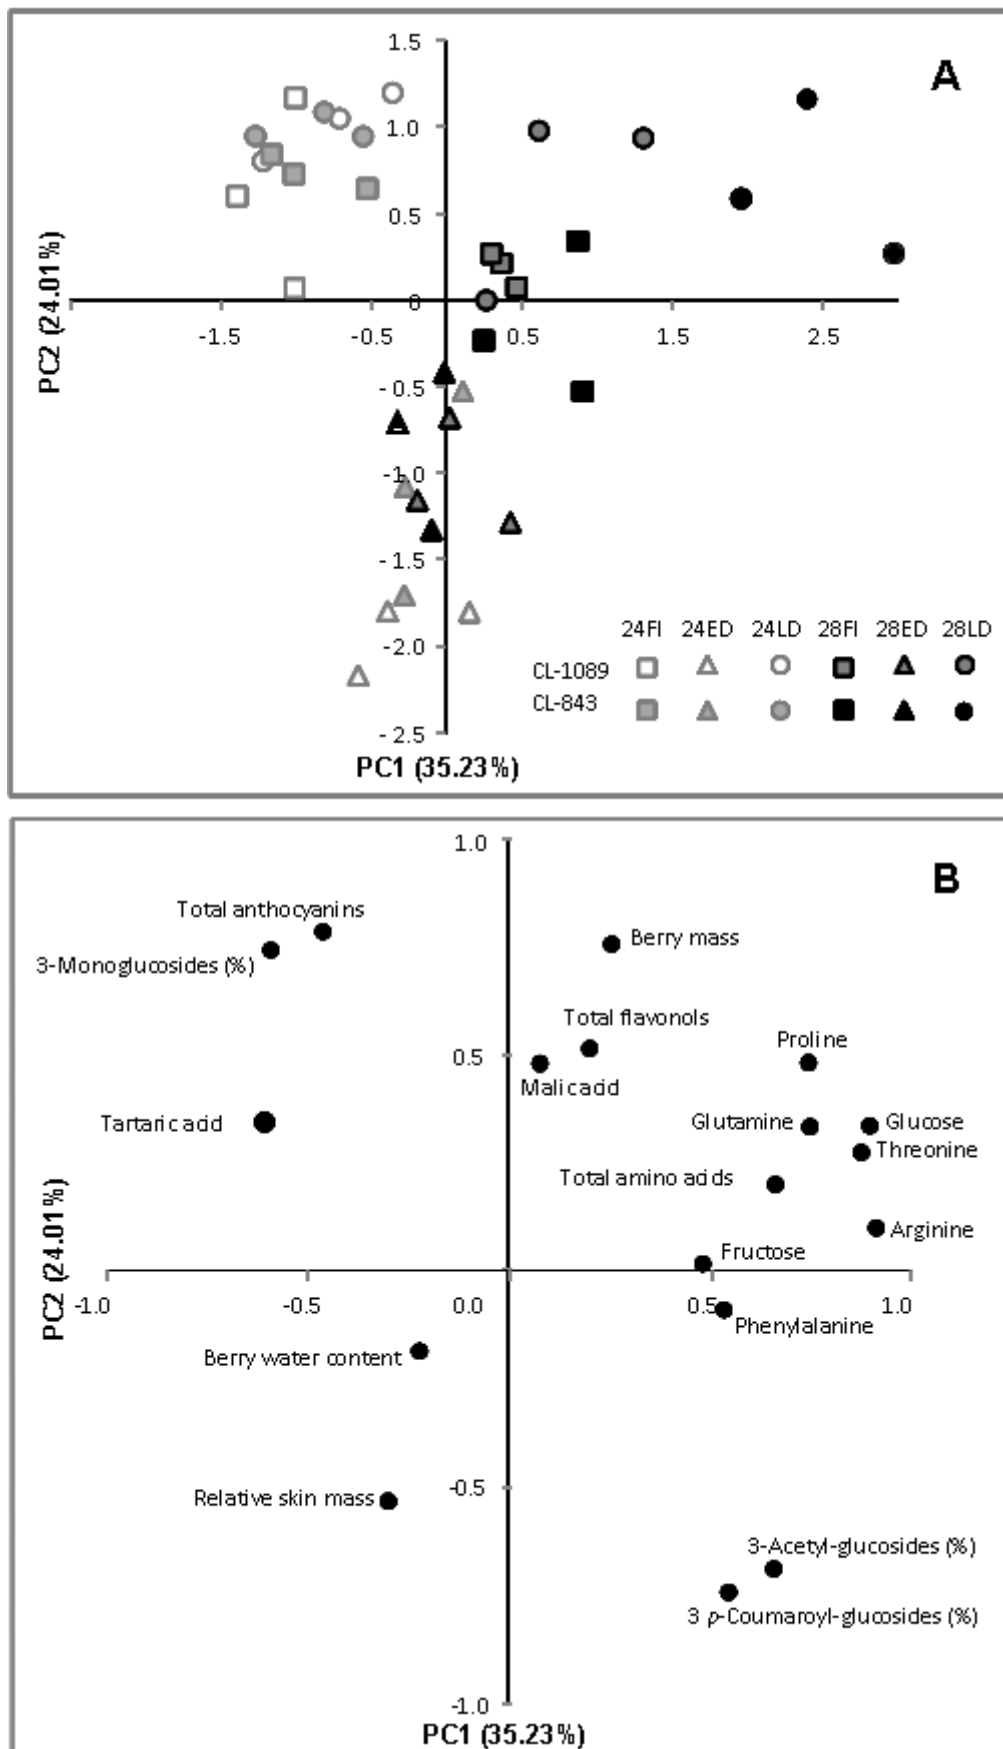 A
1.5
1.0
0.5
0
-1.5
-0.5
0.5
1.5
2.5
- 0.5
-1.0
- 1.5
- 2.0
- 2.5
PC2 (24.01%)
PC1 (35.23%)
24FI 24ED 24LD 28FI 28ED 28LD
CL-1089
CL-843
B
1.0
Total anthocyanins
3-Monoglucosides (%)
Berry mass
Total flavonols
0.5
Proline
Malic acid
Tartaric acid
Glutamine
Glucose
Threonine
Total amino acids
Arginine
Fructose
-1.0
-0.5
0.0
0.5
1.0
Phenylalanine
Berry water content
-0.5
Relative skin mass
3-Acetyl-glucosides (%)
3 p-Coumaroyl-glucosides (%)
-1.0
PC2 (24.01%)
PC1 (35.23%)